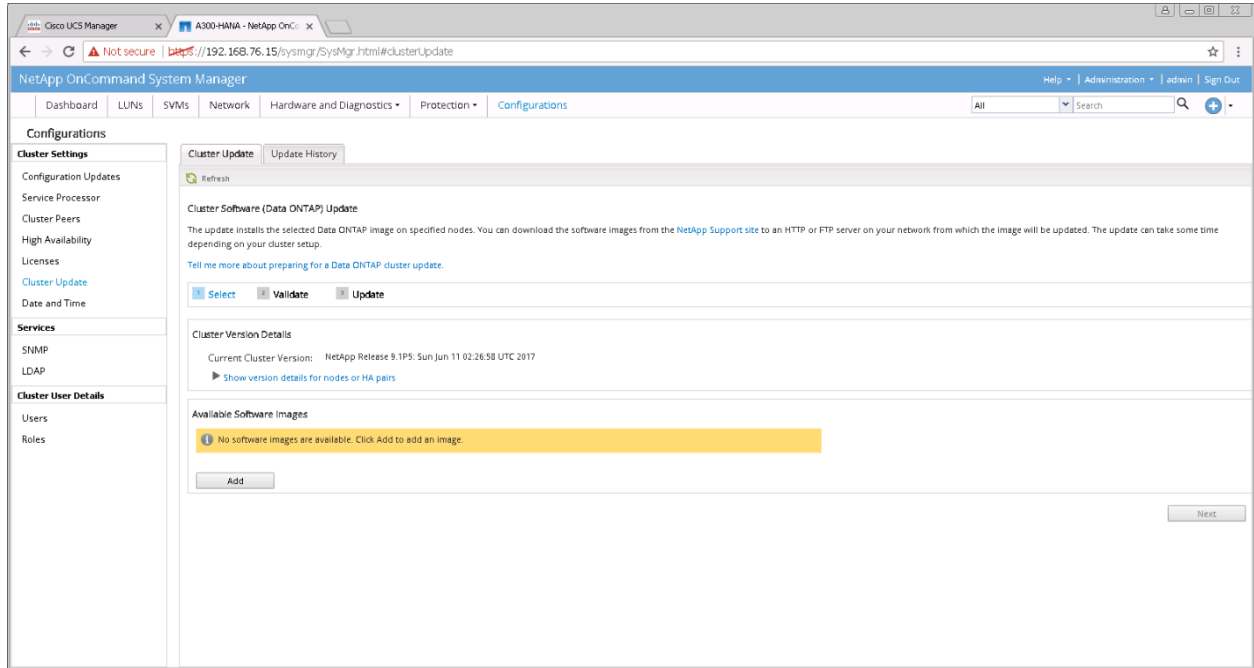 Cisco UCS Manager
A300-HANA - NetApp OnCo
Not secure | https://192.168.76.15/sysmgr/SysMgr.html#clusterUpdate
NetApp OnCommand System Manager
Help | Administration | admin | Sign Out
Dashboard LUNs SVMs Network Hardware and Diagnostics Protection Configurations
All Search
Configurations
Cluster Settings
Configuration Updates
Service Processor
Cluster Peers
High Availability
Licenses
Cluster Update
Date and Time
Services
SNMP
LDAP
Cluster User Details
Users
Roles
Cluster Update Update History
Refresh
Cluster Software (Data ONTAP) Update
The update installs the selected Data ONTAP image on specified nodes. You can download the software images from the NetApp Support site to an HTTP or FTP server on your network from which the image will be updated. The update can take some time
depending on your cluster setup.
Tell me more about preparing for a Data ONTAP cluster update.
1 Select 2 Validate 3 Update
Cluster Version Details
Current Cluster Version: NetApp Release 9.1P5: Sun Jun 11 02:26:58 UTC 2017
Show version details for nodes or HA pairs
Available Software Images
No software images are available. Click Add to add an image.
Add
Next